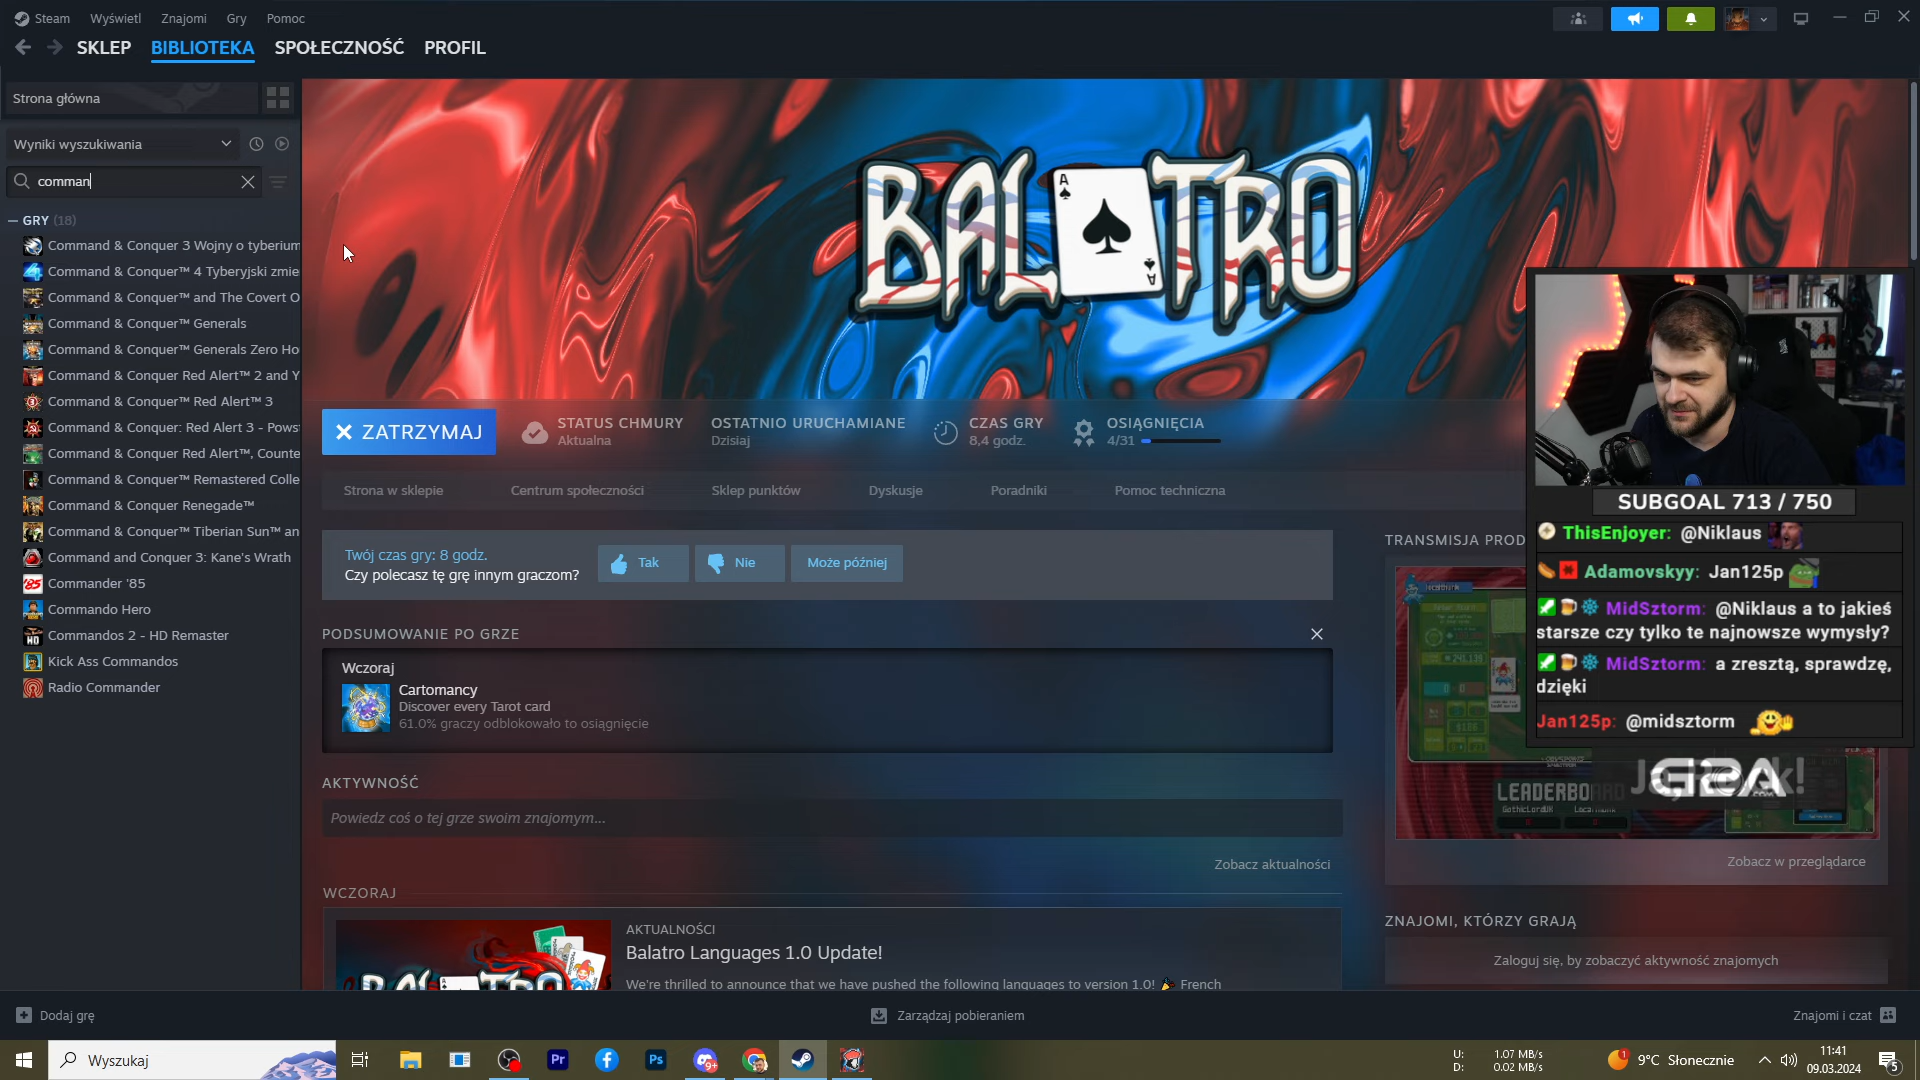 Steam Wyświetl Znajomi Gry Pomoc
SKLEP BIBLIOTEKA SPOŁECZNOŚĆ PROFIL
Strona główna
Wyniki wyszukiwania
comman
GRY (18)
Command & Conquer 3 Wojny o tyberium
Command & Conquer™ 4 Tyberyjski zmie
Command & Conquer™ and The Covert O
Command & Conquer™ Generals
Command & Conquer™ Generals Zero Ho
Command & Conquer Red Alert™ 2 and Y
Command & Conquer™ Red Alert™ 3
Command & Conquer: Red Alert 3 - Pows
Command & Conquer Red Alert™, Counte
Command & Conquer™ Remastered Colle
Command & Conquer Renegade™
Command & Conquer™ Tiberian Sun™ an
Command and Conquer 3: Kane's Wrath
Commander '85
Commando Hero
Commandos 2 - HD Remaster
Kick Ass Commandos
Radio Commander
BALATRO
A
A
ZATRZYMAJ
STATUS CHMURY
Aktualna
OSTATNIO URUCHAMIANE
Dzisiaj
CZAS GRY
8,4 godz.
OSIĄGNIĘCIA
4/31
Strona w sklepie Centrum społeczności Sklep punktów Dyskusje Poradniki Pomoc techniczna
Twój czas gry: 8 godz.
Czy polecasz tę grę innym graczom?
Tak Nie Może później
PODSUMOWANIE PO GRZE
Wczoraj
Cartomancy
Discover every Tarot card
61.0% graczy odblokowało to osiągnięcie
AKTYWNOŚĆ
Powiedz coś o tej grze swoim znajomym...
Zobacz aktualności
WCZORAJ
AKTUALNOŚCI
Balatro Languages 1.0 Update!
We're thrilled to announce that we have pushed the following languages to version 1.0! 🎉 French
TRANSMISJA PROD
LEADERBOARD
Zobacz w przeglądarce
ZNAJOMI, KTÓRZY GRAJĄ
Zaloguj się, by zobaczyć aktywność znajomych
SUBGOAL 713 / 750
ThisEnjoyer: @Niklaus
Adamovskyy: Jan125p
MidSztorm: @Niklaus a to jakieś
starsze czy tylko te najnowsze wymysły?
MidSztorm: a zresztą, sprawdzę,
dzięki
Jan125p: @midsztorm
G2A
Dodaj grę
Zarządzaj pobieraniem
Znajomi i czat
Wyszukaj
Pr
Ps
9+
U: 1.07 MB/s
D: 0.02 MB/s
1
9°C Słonecznie
11:41
09.03.2024
5